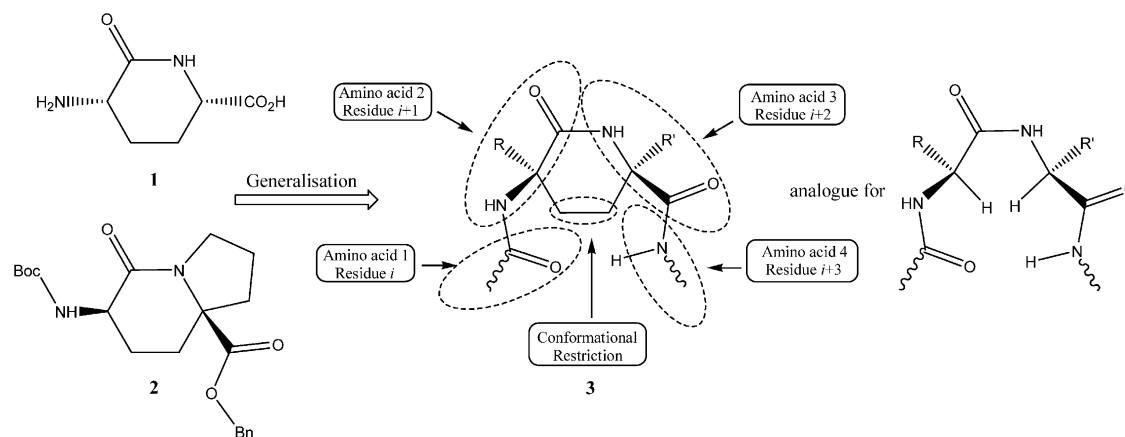 O
NH
H₂N
CO₂H
1
Generalisation
Boc
HN
O
N
O
O
Bn
2
Amino acid 2
Residue i+1
Amino acid 3
Residue i+2
O
NH
R
R'
HN
O
O
H
N
Amino acid 1
Residue i
Amino acid 4
Residue i+3
Conformational
Restriction
3
analogue for
O
NH
R
R'
HN
H
H
O
O
H
N